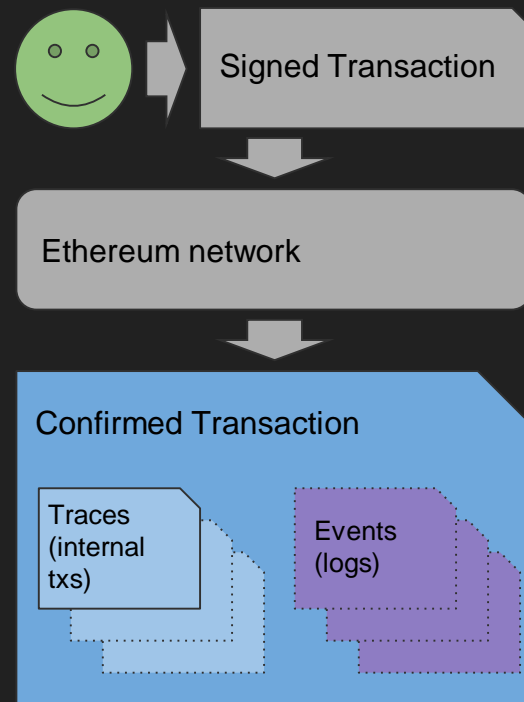 Signed Transaction
Ethereum network
Confirmed Transaction
Traces
(internal
txs)
Events
(logs)